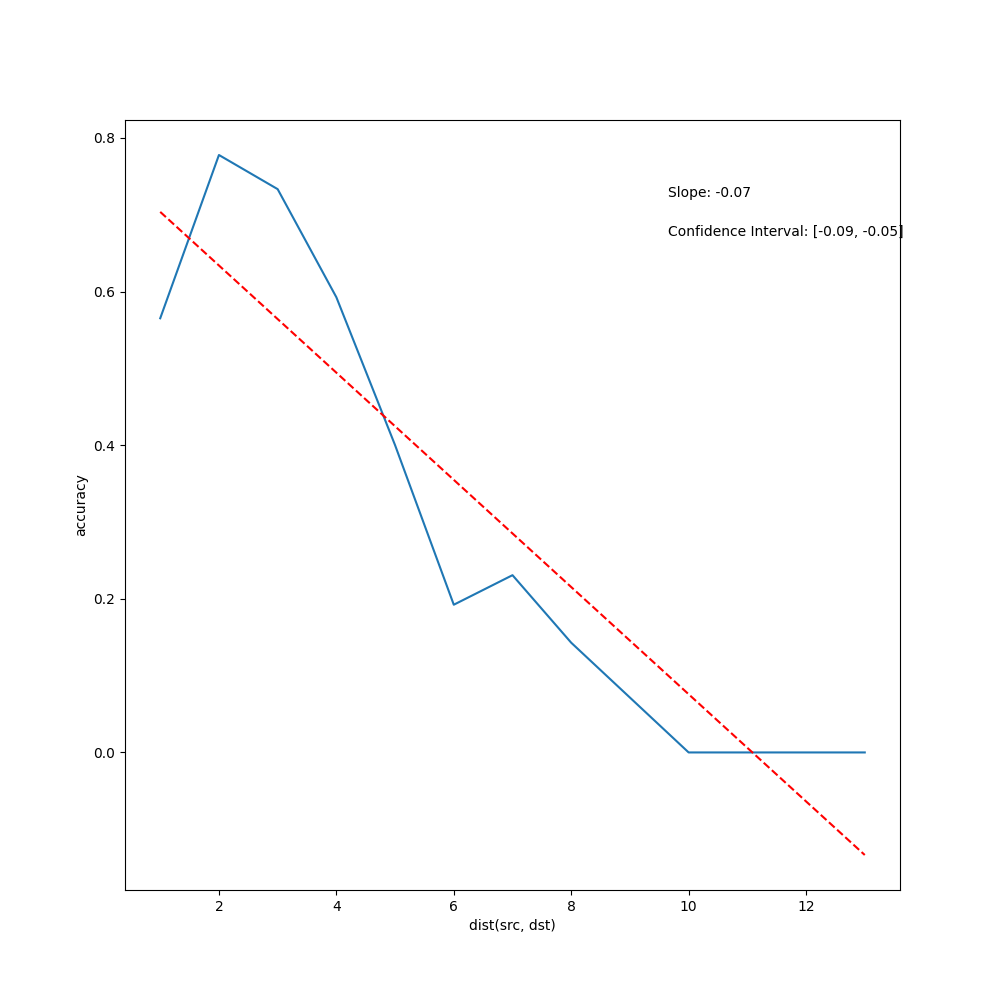 0.8
0.6
0.4
0.2
0.0
accuracy
Slope: -0.07
Confidence Interval: [-0.09, -0.05]
2 4 6 8 10 12
dist(src, dst)